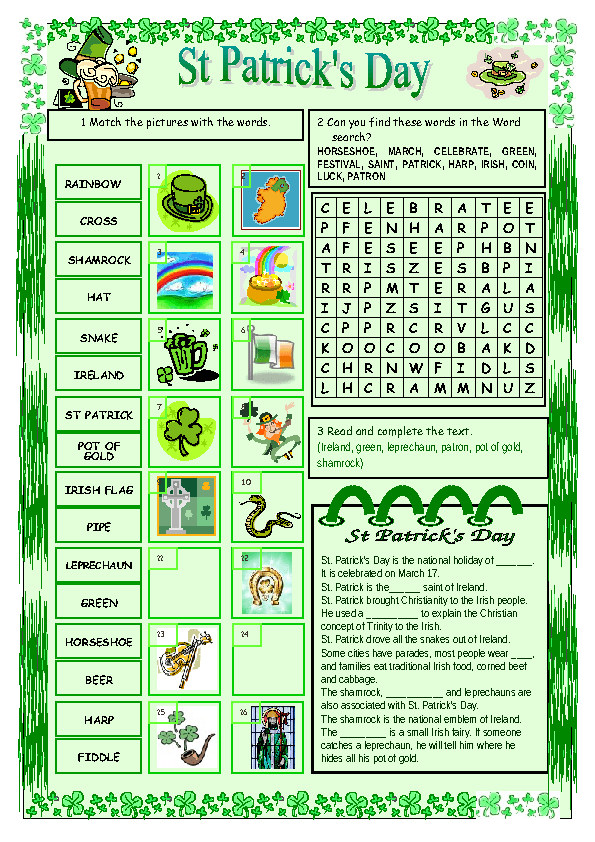 St Patrick's Day
1 Match the pictures with the words.
2 Can you find these words in the Word
search?
HORSESHOE, MARCH, CELEBRATE, GREEN,
FESTIVAL, SAINT, PATRICK, HARP, IRISH, COIN,
LUCK, PATRON
RAINBOW
CROSS
SHAMROCK
HAT
SNAKE
IRELAND
ST PATRICK
POT OF
GOLD
IRISH FLAG
PIPE
LEPRECHAUN
GREEN
HORSESHOE
BEER
HARP
FIDDLE
1
2
3
4
5
6
7
9
10
12
23
24
25
26
C E L E B R A T E E
P F E N H A R P O T
A F E S E E P H B N
T R I S Z E S B P I
R R P M T E R A L A
I J P Z S I T G U S
C P P R C R V L C C
K O O C O O B A K D
C H R N W F I D L S
L H C R A M M N U Z
3 Read and complete the text.
(Ireland, green, leprechaun, patron, pot of gold,
shamrock)
St Patrick's Day
St. Patrick's Day is the national holiday of _______.
It is celebrated on March 17.
St. Patrick is the______ saint of Ireland.
St. Patrick brought Christianity to the Irish people.
He used a __________ to explain the Christian
concept of Trinity to the Irish.
St. Patrick drove all the snakes out of Ireland.
Some cities have parades, most people wear ____,
and families eat traditional Irish food, corned beef
and cabbage.
The shamrock, ___________ and leprechauns are
also associated with St. Patrick's Day.
The shamrock is the national emblem of Ireland.
The _________ is a small Irish fairy. If someone
catches a leprechaun, he will tell him where he
hides all his pot of gold.